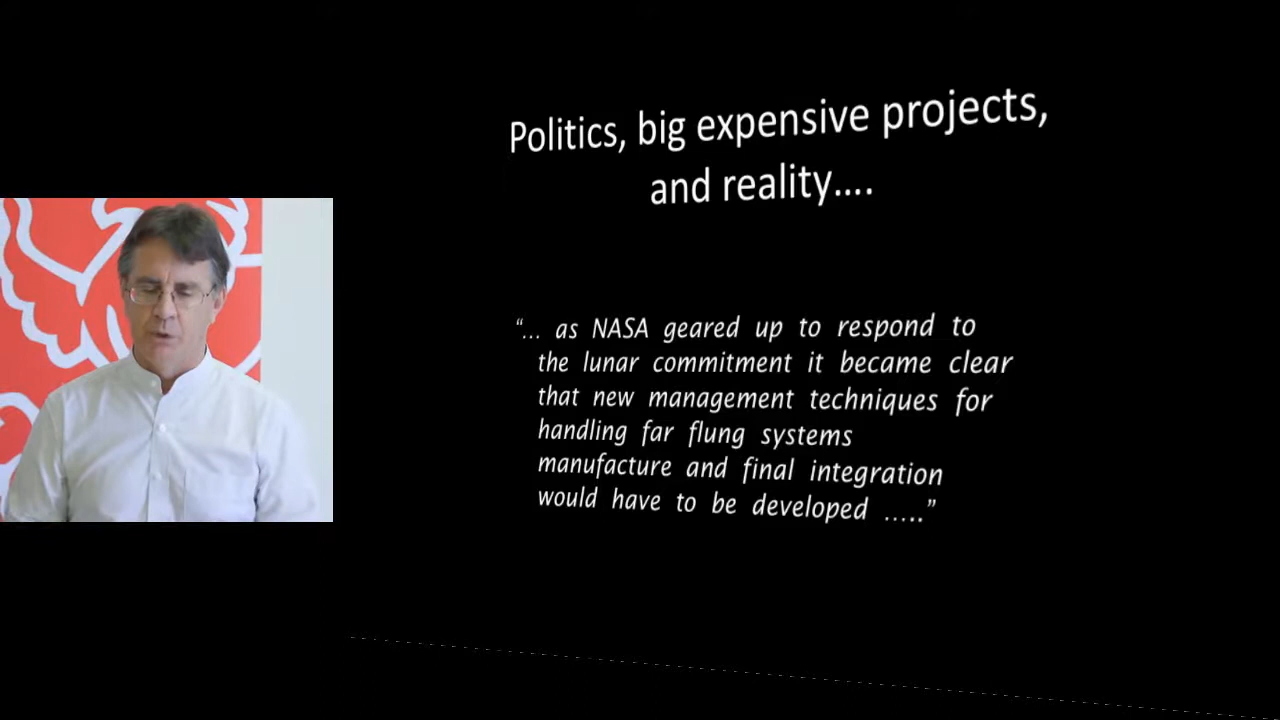 Politics, big expensive projects,
and reality....
“... as NASA geared up to respond to
the lunar commitment it became clear
that new management techniques for
handling far flung systems
manufacture and final integration
would have to be developed .....”